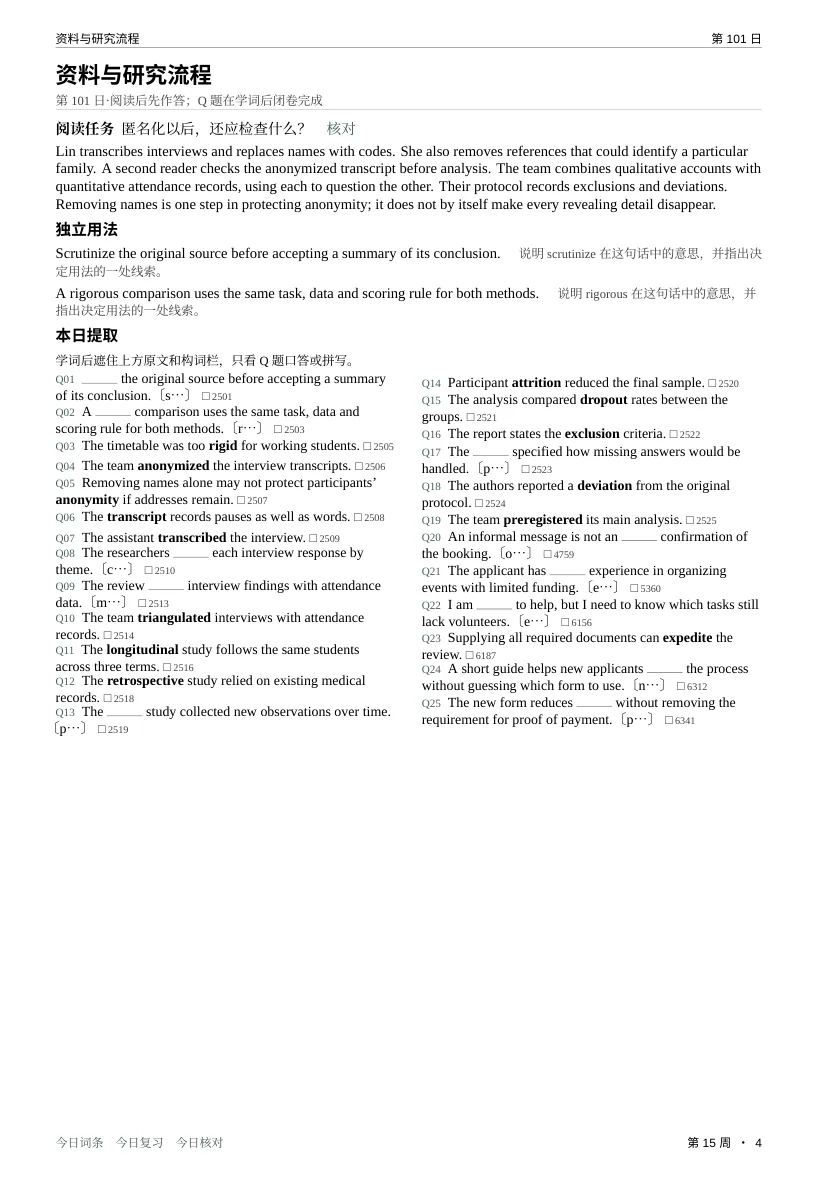 资料与研究流程 第 101 日
资料与研究流程
第 101 日·阅读后先作答；Q 题在学词后闭卷完成
阅读任务 匿名化以后，还应检查什么？ 核对
Lin transcribes interviews and replaces names with codes. She also removes references that could identify a particular
family. A second reader checks the anonymized transcript before analysis. The team combines qualitative accounts with
quantitative attendance records, using each to question the other. Their protocol records exclusions and deviations.
Removing names is one step in protecting anonymity; it does not by itself make every revealing detail disappear.
独立用法
Scrutinize the original source before accepting a summary of its conclusion. 说明 scrutinize 在这句话中的意思，并指出决
定用法的一处线索。
A rigorous comparison uses the same task, data and scoring rule for both methods. 说明 rigorous 在这句话中的意思，并
指出决定用法的一处线索。
本日提取
学词后遮住上方原文和构词栏，只看 Q 题口答或拼写。
Q01 _____ the original source before accepting a summary
of its conclusion.〔s···〕 □ 2501
Q02 A _____ comparison uses the same task, data and
scoring rule for both methods.〔r···〕 □ 2503
Q03 The timetable was too rigid for working students. □ 2505
Q04 The team anonymized the interview transcripts. □ 2506
Q05 Removing names alone may not protect participants’
anonymity if addresses remain. □ 2507
Q06 The transcript records pauses as well as words. □ 2508
Q07 The assistant transcribed the interview. □ 2509
Q08 The researchers _____ each interview response by
theme.〔c···〕 □ 2510
Q09 The review _____ interview findings with attendance
data.〔m···〕 □ 2513
Q10 The team triangulated interviews with attendance
records. □ 2514
Q11 The longitudinal study follows the same students
across three terms. □ 2516
Q12 The retrospective study relied on existing medical
records. □ 2518
Q13 The _____ study collected new observations over time.
〔p···〕 □ 2519
Q14 Participant attrition reduced the final sample. □ 2520
Q15 The analysis compared dropout rates between the
groups. □ 2521
Q16 The report states the exclusion criteria. □ 2522
Q17 The _____ specified how missing answers would be
handled.〔p···〕 □ 2523
Q18 The authors reported a deviation from the original
protocol. □ 2524
Q19 The team preregistered its main analysis. □ 2525
Q20 An informal message is not an _____ confirmation of
the booking.〔o···〕 □ 4759
Q21 The applicant has _____ experience in organizing
events with limited funding.〔e···〕 □ 5360
Q22 I am _____ to help, but I need to know which tasks still
lack volunteers.〔e···〕 □ 6156
Q23 Supplying all required documents can expedite the
review. □ 6187
Q24 A short guide helps new applicants _____ the process
without guessing which form to use.〔n···〕 □ 6312
Q25 The new form reduces _____ without removing the
requirement for proof of payment.〔p···〕 □ 6341
今日词条 今日复习 今日核对 第 15 周 · 4